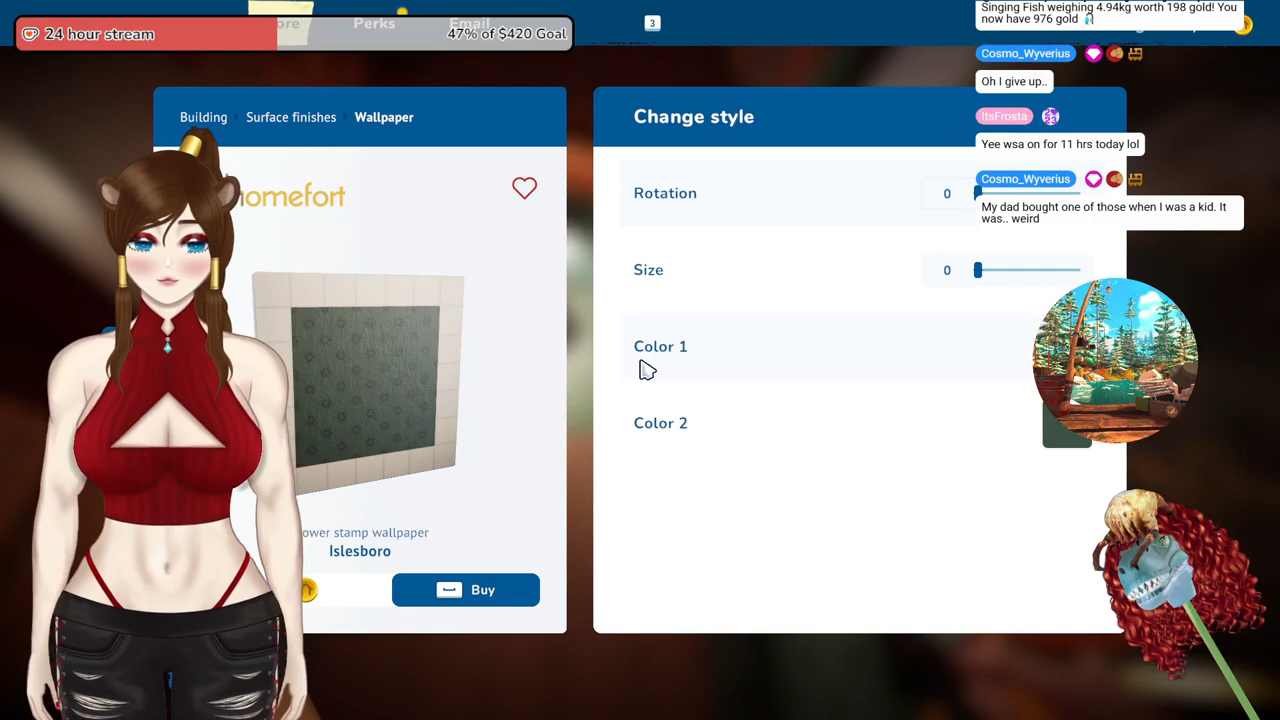 Perks
Email
3
24 hour stream
47% of $420 Goal
Singing Fish weighing 4.94kg worth 198 gold! You
now have 976 gold
Cosmo_Wyverius
Oh I give up..
ItsFrosta
Yee wsa on for 11 hrs today lol
Cosmo_Wyverius
My dad bought one of those when I was a kid. It
was.. weird
Building
Surface finishes
Wallpaper
omefort
ower stamp wallpaper
Islesboro
Buy
Change style
Rotation
0
Size
0
Color 1
Color 2